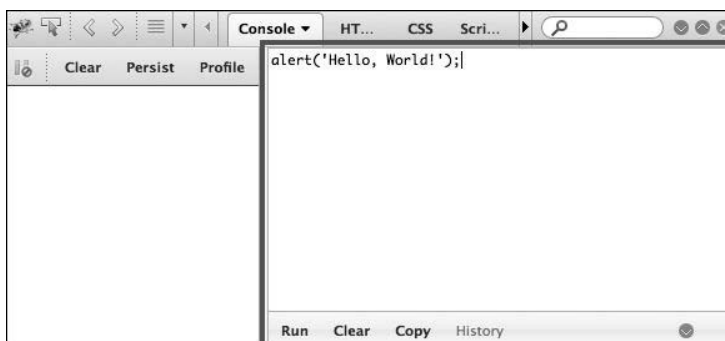 Console HT... CSS Scri...
Clear Persist Profile
alert('Hello, World!');
Run Clear Copy History